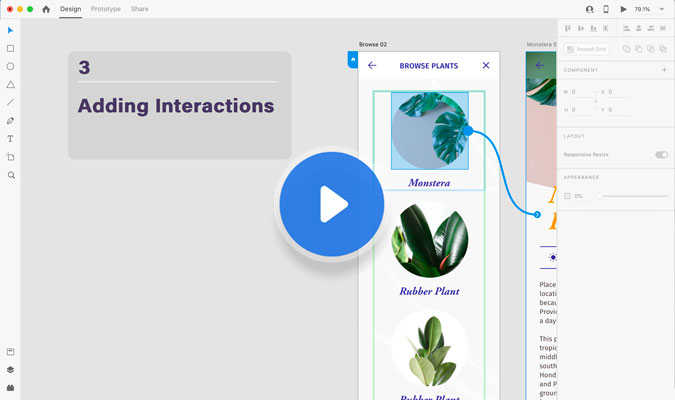 Design Prototype Share
79.1%
3
Adding Interactions
Browse 02
BROWSE PLANTS
Monstera
Rubber Plant
Rubber Plant
Monstera 0
Place
locatio
becau
Provid
a day
This p
tropic
middl
south
Hond
and P
groun
Repeat Grid
COMPONENT
W 0 X 0
H 0 Y 0
LAYOUT
Responsive Resize
APPEARANCE
0%